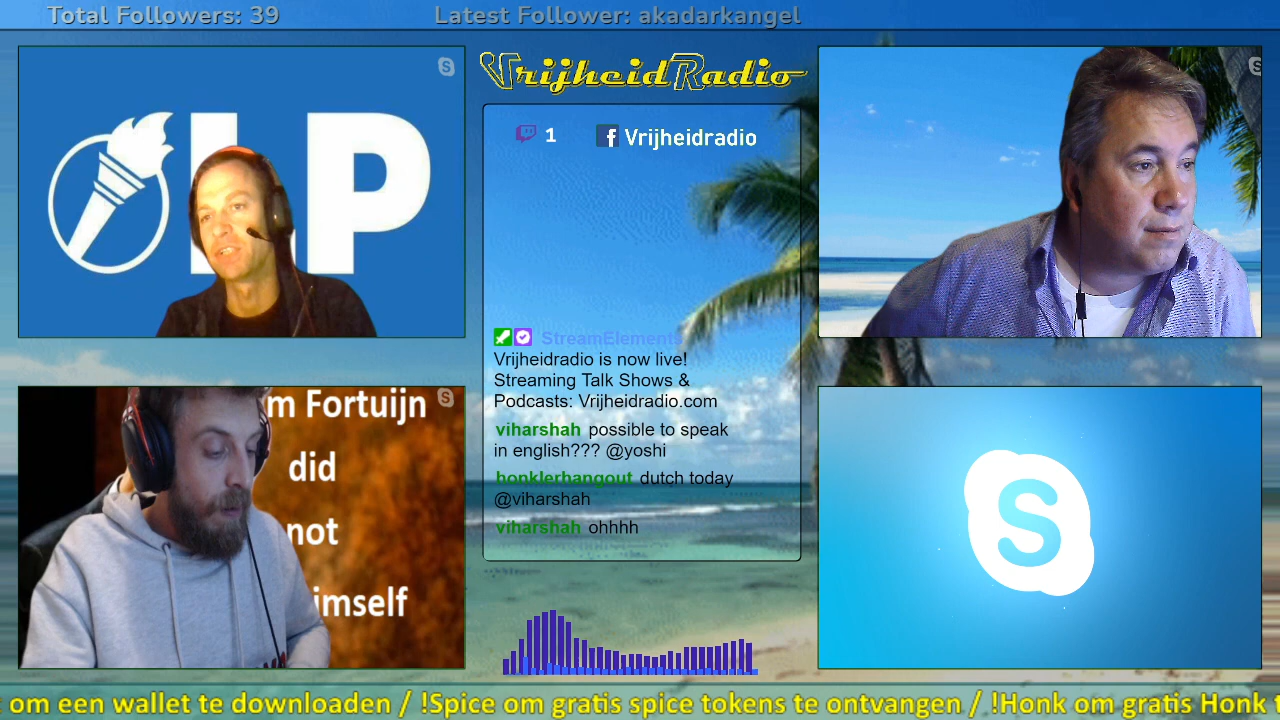 Total Followers: 39
Latest Follower: akadarkangel
VrijheidRadio
LP
1
Vrijheidradio
StreamElements
Vrijheidradio is now live!
Streaming Talk Shows &
Podcasts: Vrijheidradio.com
viharshah possible to speak
in english??? @yoshi
honklerhangout dutch today
@viharshah
viharshah ohhhh
m Fortuijn
did
not
imself
S
om een wallet te downloaden / !Spice om gratis spice tokens te ontvangen / !Honk om gratis Honk t